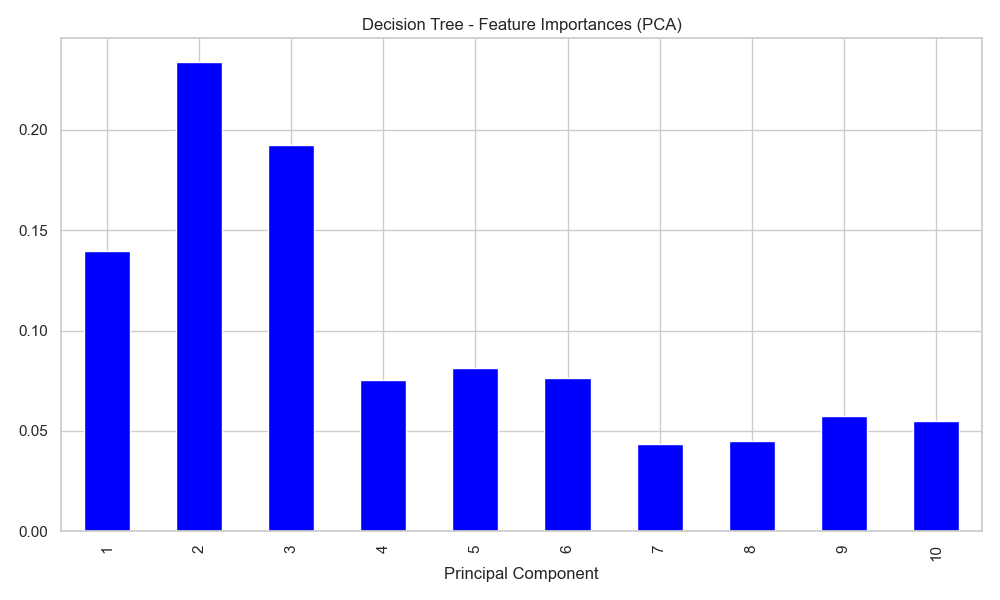 Decision Tree - Feature Importances (PCA)
0.20
0.15
0.10
0.05
0.00
1 2 3 4 5 6 7 8 9 10
Principal Component